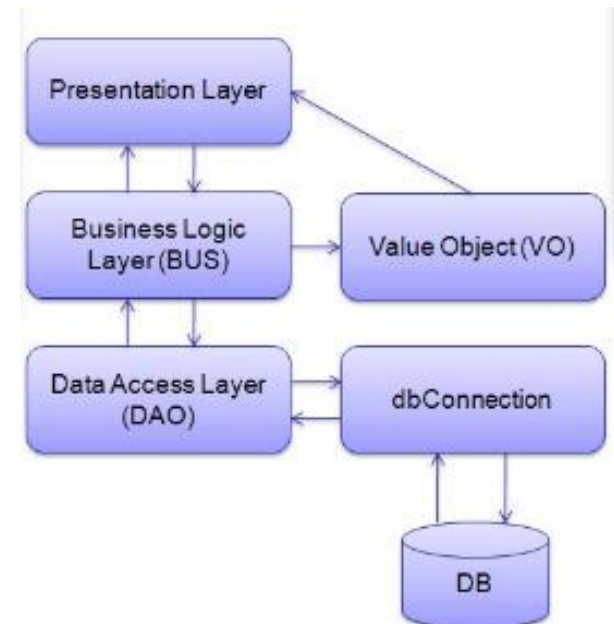 Presentation Layer
Business Logic
Layer (BUS)
Value Object (VO)
Data Access Layer
(DAO)
dbConnection
DB